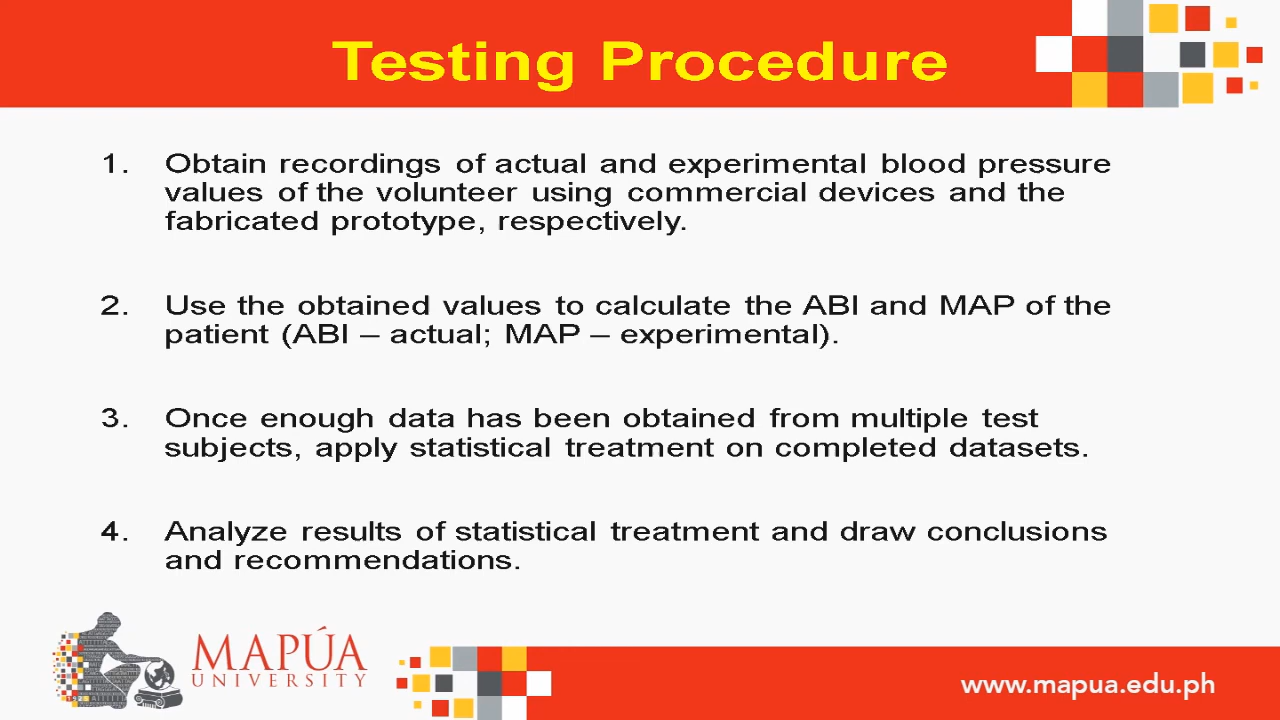 Testing Procedure
1. Obtain recordings of actual and experimental blood pressure
values of the volunteer using commercial devices and the
fabricated prototype, respectively.
2. Use the obtained values to calculate the ABI and MAP of the
patient (ABI – actual; MAP – experimental).
3. Once enough data has been obtained from multiple test
subjects, apply statistical treatment on completed datasets.
4. Analyze results of statistical treatment and draw conclusions
and recommendations.
MAPÚA
UNIVERSITY
www.mapua.edu.ph